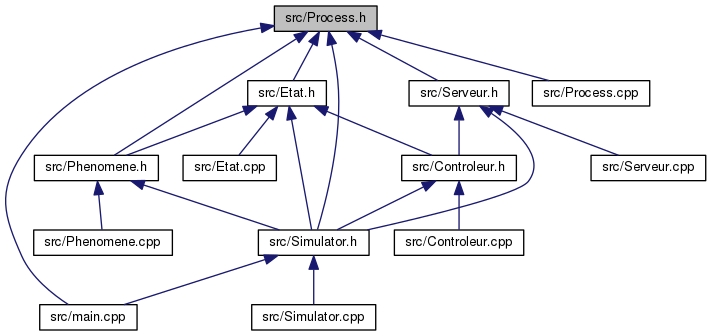 src/Process.h
src/Etat.h
src/Serveur.h
src/Process.cpp
src/Phenomene.h
src/Etat.cpp
src/Controleur.h
src/Serveur.cpp
src/Phenomene.cpp
src/Simulator.h
src/Controleur.cpp
src/main.cpp
src/Simulator.cpp